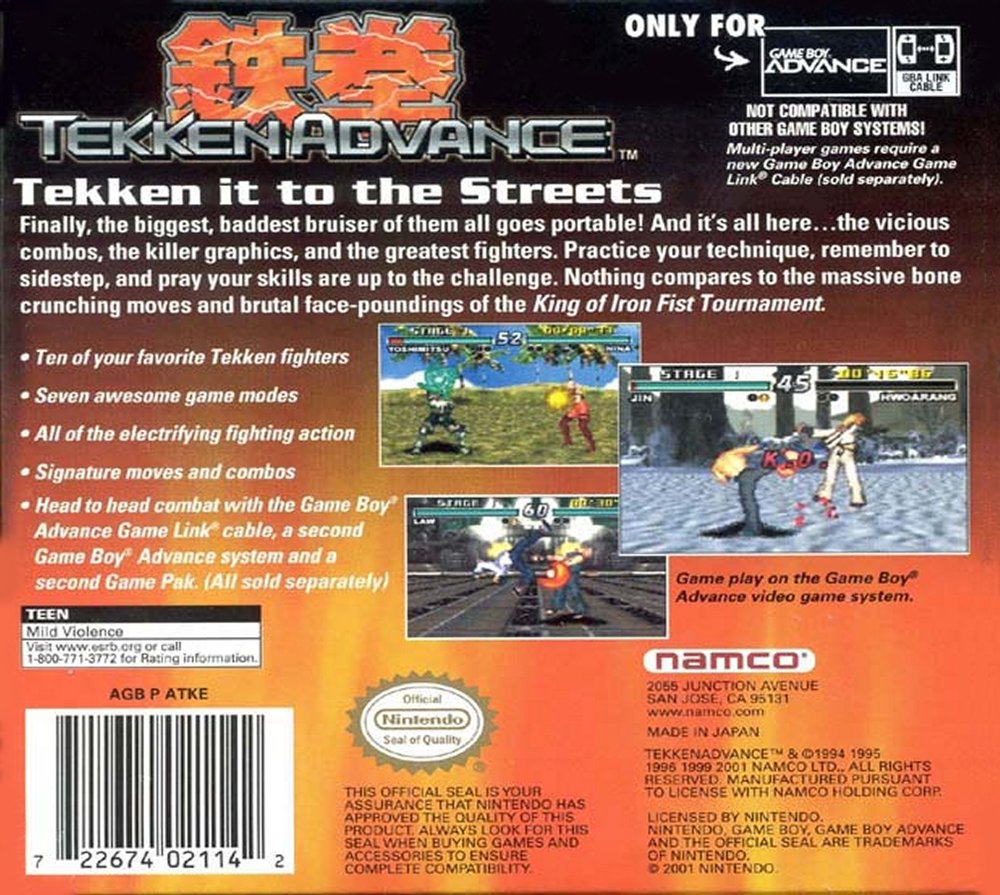 鉄拳
TEKKEN ADVANCE™
ONLY FOR
GAME BOY
ADVANCE
GBA LINK
CABLE
NOT COMPATIBLE WITH
OTHER GAME BOY SYSTEMS!
Multi-player games require a
new Game Boy Advance Game
Link® Cable (sold separately).
Tekken it to the Streets
Finally, the biggest, baddest bruiser of them all goes portable! And it's all here...the vicious
combos, the killer graphics, and the greatest fighters. Practice your technique, remember to
sidestep, and pray your skills are up to the challenge. Nothing compares to the massive bone
crunching moves and brutal face-poundings of the King of Iron Fist Tournament.
• Ten of your favorite Tekken fighters
• Seven awesome game modes
• All of the electrifying fighting action
• Signature moves and combos
• Head to head combat with the Game Boy®
Advance Game Link® cable, a second
Game Boy® Advance system and a
second Game Pak. (All sold separately)
STAGE
52
YOSHIMITSU
NINA
STAGE 1
45
00'15"86
JIN
HWOARANG
K.O.
STAGE
60
00'30"
LAW
Game play on the Game Boy®
Advance video game system.
TEEN
Mild Violence
Visit www.esrb.org or call
1-800-771-3772 for Rating information.
AGB P ATKE
7 22674 02114 2
Official
Nintendo
Seal of Quality
®
THIS OFFICIAL SEAL IS YOUR
ASSURANCE THAT NINTENDO HAS
APPROVED THE QUALITY OF THIS
PRODUCT. ALWAYS LOOK FOR THIS
SEAL WHEN BUYING GAMES AND
ACCESSORIES TO ENSURE
COMPLETE COMPATIBILITY.
namco®
2055 JUNCTION AVENUE
SAN JOSE, CA 95131
www.namco.com
MADE IN JAPAN
TEKKENADVANCE™ & ©1994 1995
1996 1999 2001 NAMCO LTD., ALL RIGHTS
RESERVED. MANUFACTURED PURSUANT
TO LICENSE WITH NAMCO HOLDING CORP.
LICENSED BY NINTENDO.
NINTENDO, GAME BOY, GAME BOY ADVANCE
AND THE OFFICIAL SEAL ARE TRADEMARKS
OF NINTENDO.
© 2001 NINTENDO.